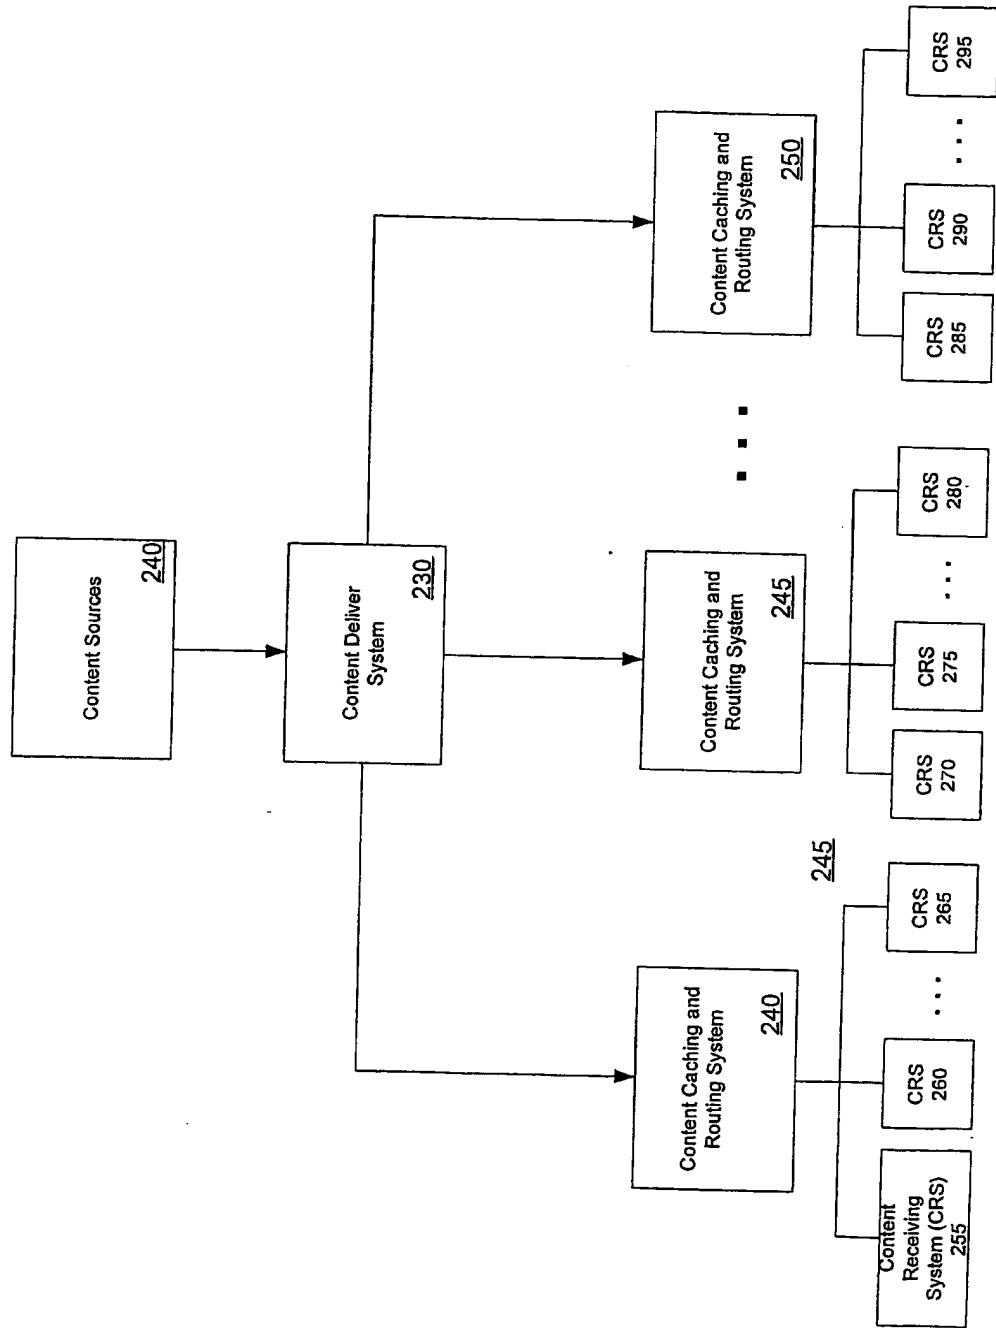 Content Sources
240
Content Deliver
System
230
Content Caching and
Routing System
240
Content Caching and
Routing System
245
. . .
Content Caching and
Routing System
250
245
Content
Receiving
System (CRS)
255
CRS
260
. . .
CRS
265
CRS
270
CRS
275
. . .
CRS
280
CRS
285
CRS
290
. . .
CRS
295